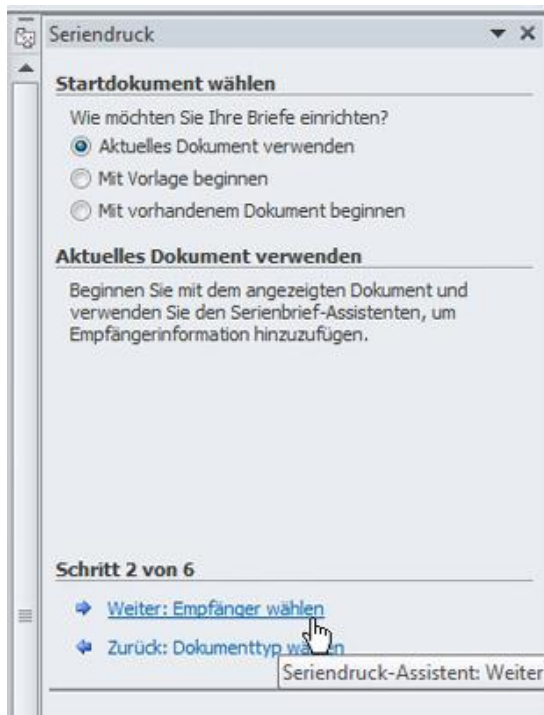 Seriendruck
Startdokument wählen
Wie möchten Sie Ihre Briefe einrichten?
Aktuelles Dokument verwenden
Mit Vorlage beginnen
Mit vorhandenem Dokument beginnen
Aktuelles Dokument verwenden
Beginnen Sie mit dem angezeigten Dokument und
verwenden Sie den Serienbrief-Assistenten, um
Empfängerinformation hinzuzufügen.
Schritt 2 von 6
Weiter: Empfänger wählen
Zurück: Dokumenttyp wählen
Seriendruck-Assistent: Weiter